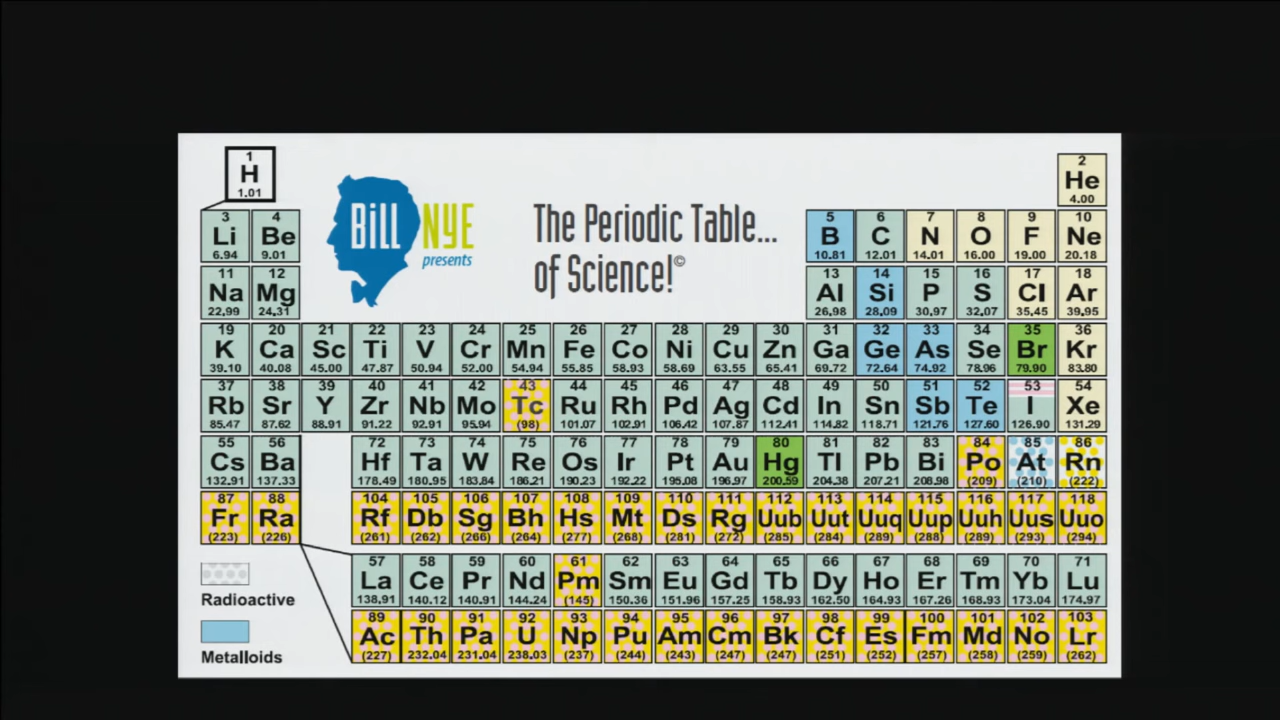 1
H
1.01
2
He
4.00
BiLL NYE
presents
The Periodic Table...
of Science!©
3 4 5 6 7 8 9 10
Li Be B C N O F Ne
6.94 9.01 10.81 12.01 14.01 16.00 19.00 20.18
11 12 13 14 15 16 17 18
Na Mg Al Si P S Cl Ar
22.99 24.31 26.98 28.09 30.97 32.07 35.45 39.95
19 20 21 22 23 24 25 26 27 28 29 30 31 32 33 34 35 36
K Ca Sc Ti V Cr Mn Fe Co Ni Cu Zn Ga Ge As Se Br Kr
39.10 40.08 45.00 47.87 50.94 52.00 54.94 55.85 58.93 58.69 63.55 65.41 69.72 72.64 74.92 78.96 79.90 83.80
37 38 39 40 41 42 43 44 45 46 47 48 49 50 51 52 53 54
Rb Sr Y Zr Nb Mo Tc Ru Rh Pd Ag Cd In Sn Sb Te I Xe
85.47 87.62 88.91 91.22 92.91 95.94 (98) 101.07 102.91 106.42 107.87 112.41 114.82 118.71 121.76 127.60 126.90 131.29
55 56 72 73 74 75 76 77 78 79 80 81 82 83 84 85 86
Cs Ba Hf Ta W Re Os Ir Pt Au Hg Tl Pb Bi Po At Rn
132.91 137.33 178.49 180.95 183.84 186.21 190.23 192.22 195.08 196.97 200.59 204.38 207.21 208.98 (209) (210) (222)
87 88 104 105 106 107 108 109 110 111 112 113 114 115 116 117 118
Fr Ra Rf Db Sg Bh Hs Mt Ds Rg Uub Uut Uuq Uup Uuh Uus Uuo
(223) (226) (261) (262) (266) (264) (277) (268) (281) (272) (285) (284) (289) (288) (289) (293) (294)
57 58 59 60 61 62 63 64 65 66 67 68 69 70 71
La Ce Pr Nd Pm Sm Eu Gd Tb Dy Ho Er Tm Yb Lu
138.91 140.12 140.91 144.24 (145) 150.36 151.96 157.25 158.93 162.50 164.93 167.26 168.93 173.04 174.97
89 90 91 92 93 94 95 96 97 98 99 100 101 102 103
Ac Th Pa U Np Pu Am Cm Bk Cf Es Fm Md No Lr
(227) 232.04 231.04 238.03 (237) (244) (243) (247) (247) (251) (252) (257) (258) (259) (262)
Radioactive
Metalloids